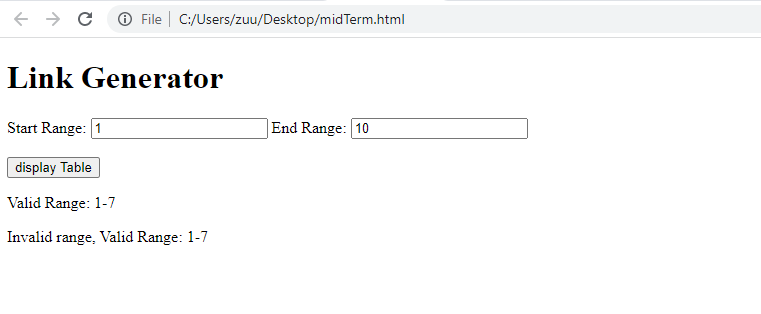 File | C:/Users/zuu/Desktop/midTerm.html
Link Generator
Start Range: 1 End Range: 10
display Table
Valid Range: 1-7
Invalid range, Valid Range: 1-7